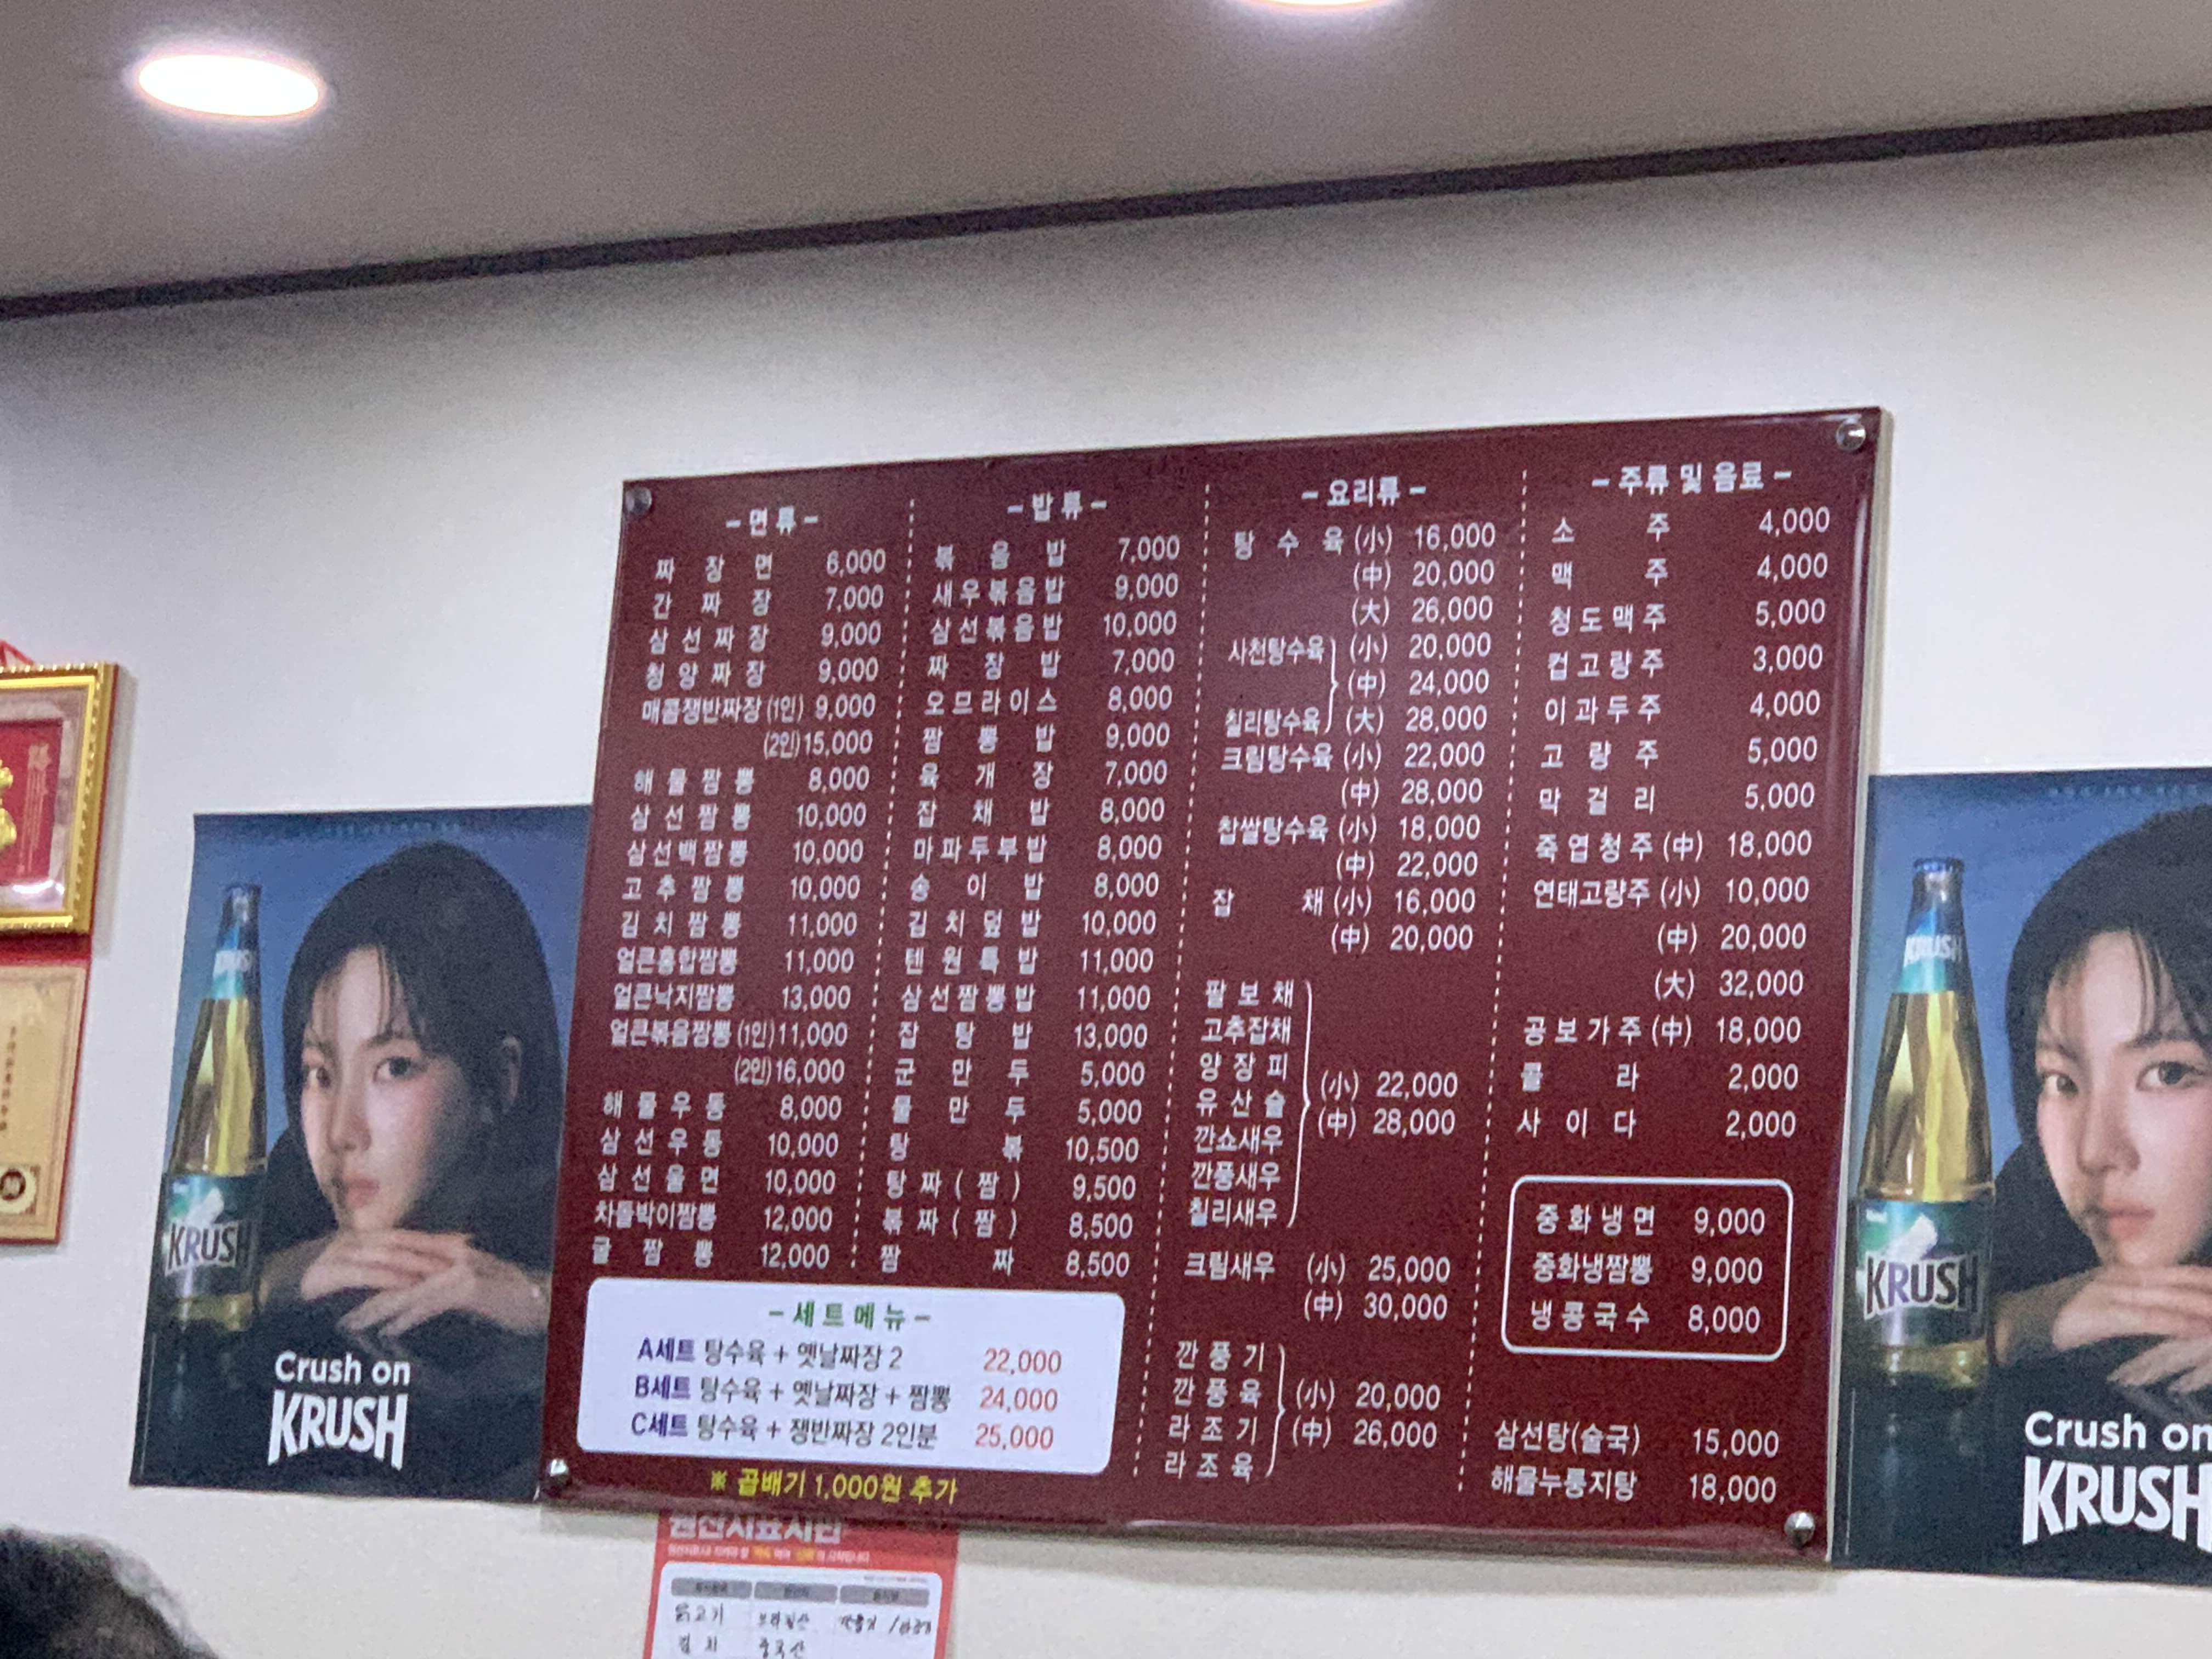 - 면 류 -
짜 장 면 6,000
간 짜 장 7,000
삼 선 짜 장 9,000
청 양 짜 장 9,000
매콤쟁반짜장 (1인) 9,000
(2인) 15,000
해 물 짬 뽕 8,000
삼 선 짬 뽕 10,000
삼 선 백 짬 뽕 10,000
고 추 짬 뽕 10,000
김 치 짬 뽕 11,000
얼큰홍합짬뽕 11,000
얼큰낙지짬뽕 13,000
얼큰볶음짬뽕 (1인) 11,000
(2인) 16,000
해 물 우 동 8,000
삼 선 우 동 10,000
삼 선 울 면 10,000
차돌박이짬뽕 12,000
굴 짬 뽕 12,000
- 밥 류 -
볶 음 밥 7,000
새 우 볶 음 밥 9,000
삼 선 볶 음 밥 10,000
짜 장 밥 7,000
오 므 라 이 스 8,000
짬 뽕 밥 9,000
육 개 장 7,000
잡 채 밥 8,000
마 파 두 부 밥 8,000
송 이 밥 8,000
김 치 덮 밥 10,000
텐 원 특 밥 11,000
삼 선 짬 뽕 밥 11,000
잡 탕 밥 13,000
군 만 두 5,000
물 만 두 5,000
탕 볶 10,500
탕 짜 ( 짬 ) 9,500
볶 짜 ( 짬 ) 8,500
짬 짜 8,500
- 세 트 메 뉴 -
A세트 탕수육 + 옛날짜장 2 22,000
B세트 탕수육 + 옛날짜장 + 짬뽕 24,000
C세트 탕수육 + 쟁반짜장 2인분 25,000
※ 곱배기 1,000원 추가
- 요리류 -
탕 수 육 (小) 16,000
(中) 20,000
(大) 26,000
사천탕수육 (小) 20,000
(中) 24,000
칠리탕수육 (大) 28,000
크림탕수육 (小) 22,000
(中) 28,000
찹쌀탕수육 (小) 18,000
(中) 22,000
잡 채 (小) 16,000
(中) 20,000
팔 보 채
고추잡채
양 장 피
유 산 슬
깐쇼새우
깐풍새우
칠리새우
(小) 22,000
(中) 28,000
크림새우 (小) 25,000
(中) 30,000
깐 풍 기
깐 풍 육
라 조 기
라 조 육
(小) 20,000
(中) 26,000
- 주류 및 음료 -
소 주 4,000
맥 주 4,000
청 도 맥 주 5,000
컵 고 량 주 3,000
이 과 두 주 4,000
고 량 주 5,000
막 걸 리 5,000
죽 엽 청 주 (中) 18,000
연태고량주 (小) 10,000
(中) 20,000
(大) 32,000
공 보 가 주 (中) 18,000
콜 라 2,000
사 이 다 2,000
중 화 냉 면 9,000
중화냉짬뽕 9,000
냉 콩 국 수 8,000
삼선탕(술국) 15,000
해물누룽지탕 18,000
KRUSH
KRUSH
Crush on
KRUSH
KRUSH
KRUSH
Crush on
KRUSH
원산지표시판
닭고기
김 치 중국산